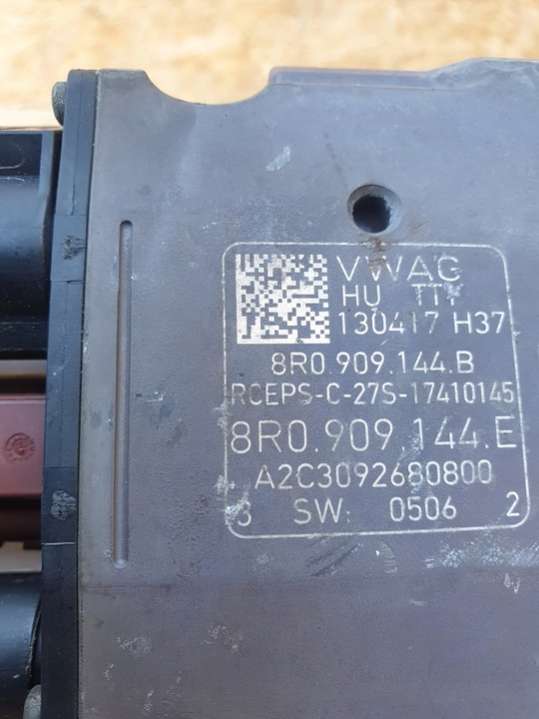 VWAG
HU TTY
130417 H37
8R0.909.144.B
RCEPS-C-27S-17410145
8R0.909.144.E
A2C3092680800
3 SW: 0506 2